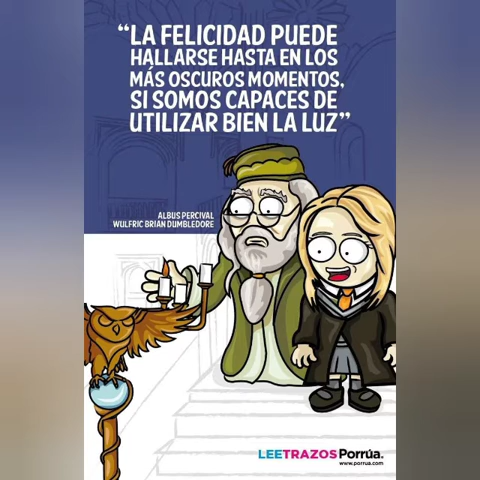 “LA FELICIDAD PUEDE
HALLARSE HASTA EN LOS
MÁS OSCUROS MOMENTOS,
SI SOMOS CAPACES DE
UTILIZAR BIEN LA LUZ”
ALBUS PERCIVAL
WULFRIC BRIAN DUMBLEDORE
LEETRAZOS Porrúa.
www.porrua.com